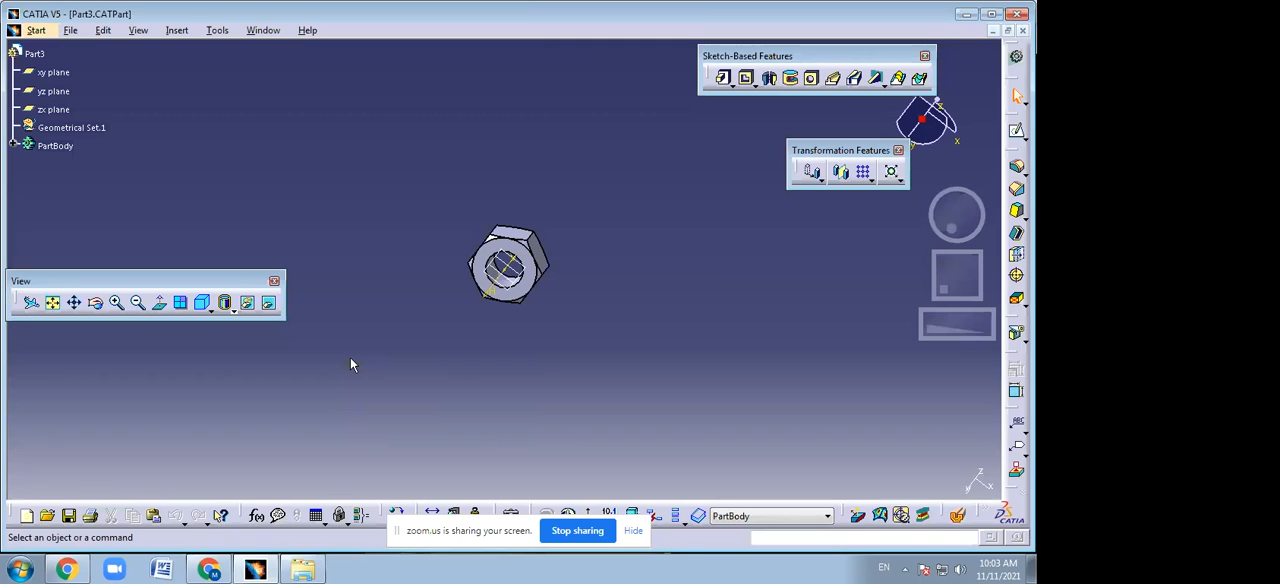 CATIA V5 - [Part3.CATPart]
Start File Edit View Insert Tools Window Help
Part3
xy plane
yz plane
zx plane
Geometrical Set.1
PartBody
Sketch-Based Features
z
x
y
Transformation Features
View
z
x
y
PartBody
CATIA
zoom.us is sharing your screen. Stop sharing Hide
Select an object or a command
EN
10:03 AM
11/11/2021